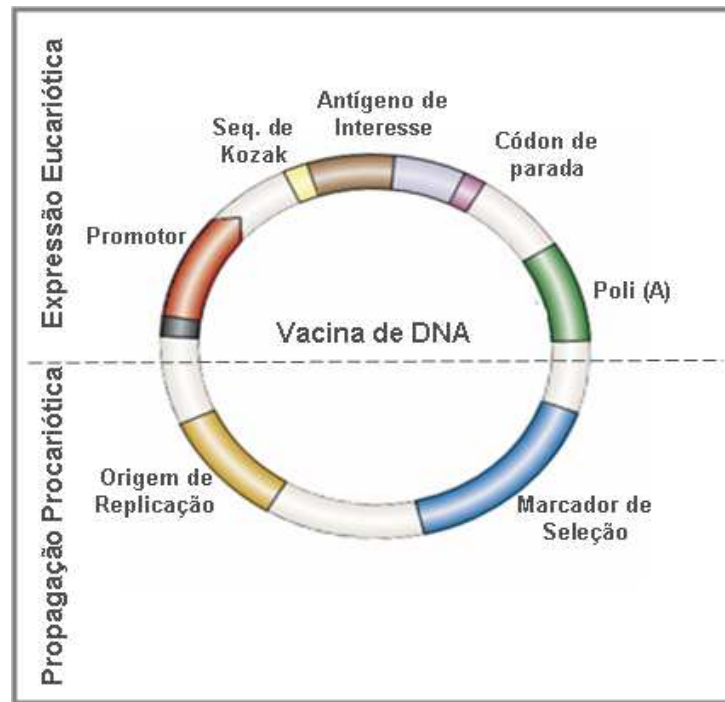 Expressão Eucariótica
Antígeno de
Interesse
Seq. de
Kozak
Códon de
parada
Promotor
Poli (A)
Vacina de DNA
Propagação Procariótica
Origem de
Replicação
Marcador de
Seleção